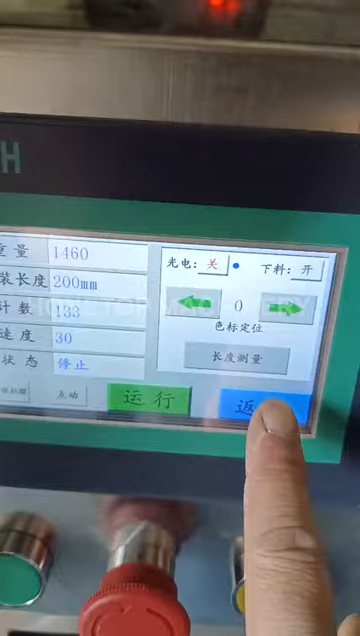 H
重量 1460
光电: 关
下料: 开
装长度 200mm
计数 133
0
色标定位
速度 30
长度测量
状态 停止
点动
运行
返